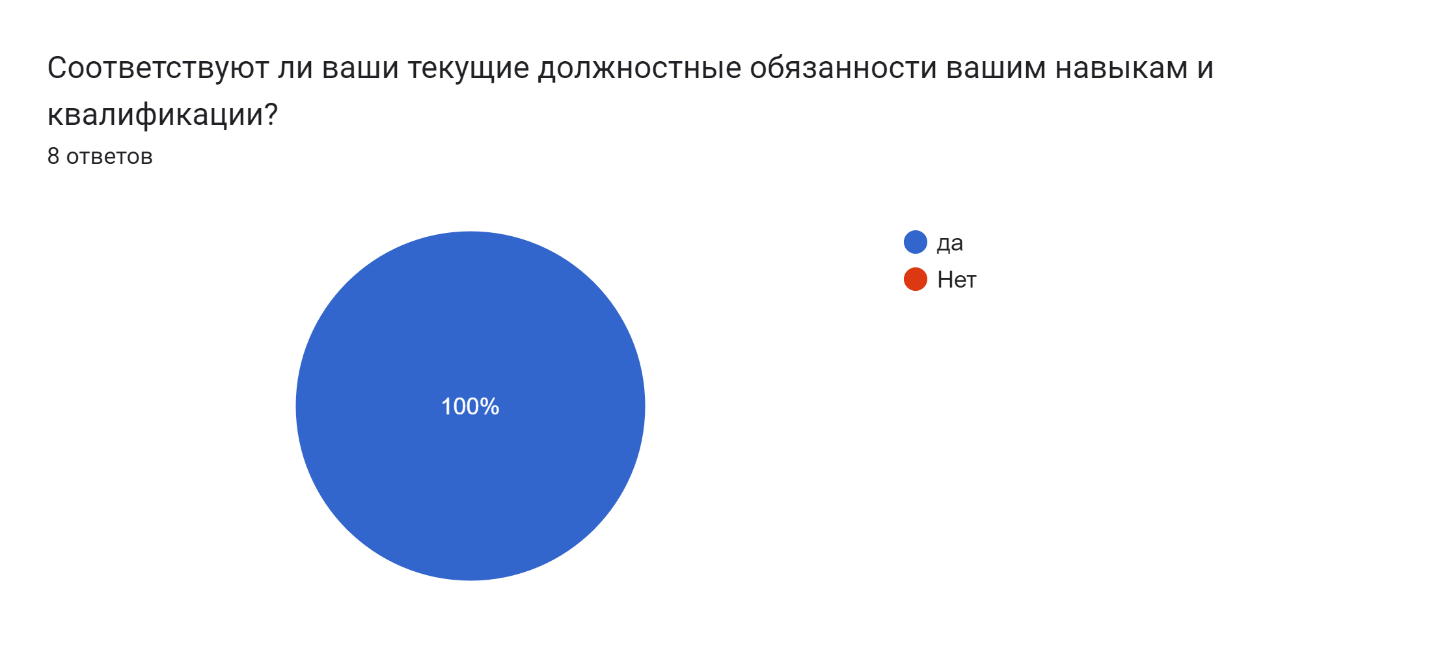 Соответствуют ли ваши текущие должностные обязанности вашим навыкам и
квалификации?
8 ответов
да
Нет
100%